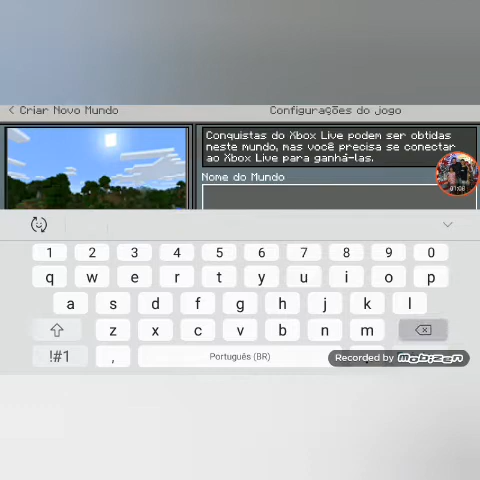 < Criar Novo Mundo
Configurações do jogo
Conquistas do Xbox Live podem ser obtidas
neste mundo, mas você precisa se conectar
ao Xbox Live para ganhá-las.
Nome do Mundo
01:08
1 2 3 4 5 6 7 8 9 0
q w e r t y u i o p
a s d f g h j k l
z x c v b n m
!#1 , Português (BR)
Recorded by Mobizen